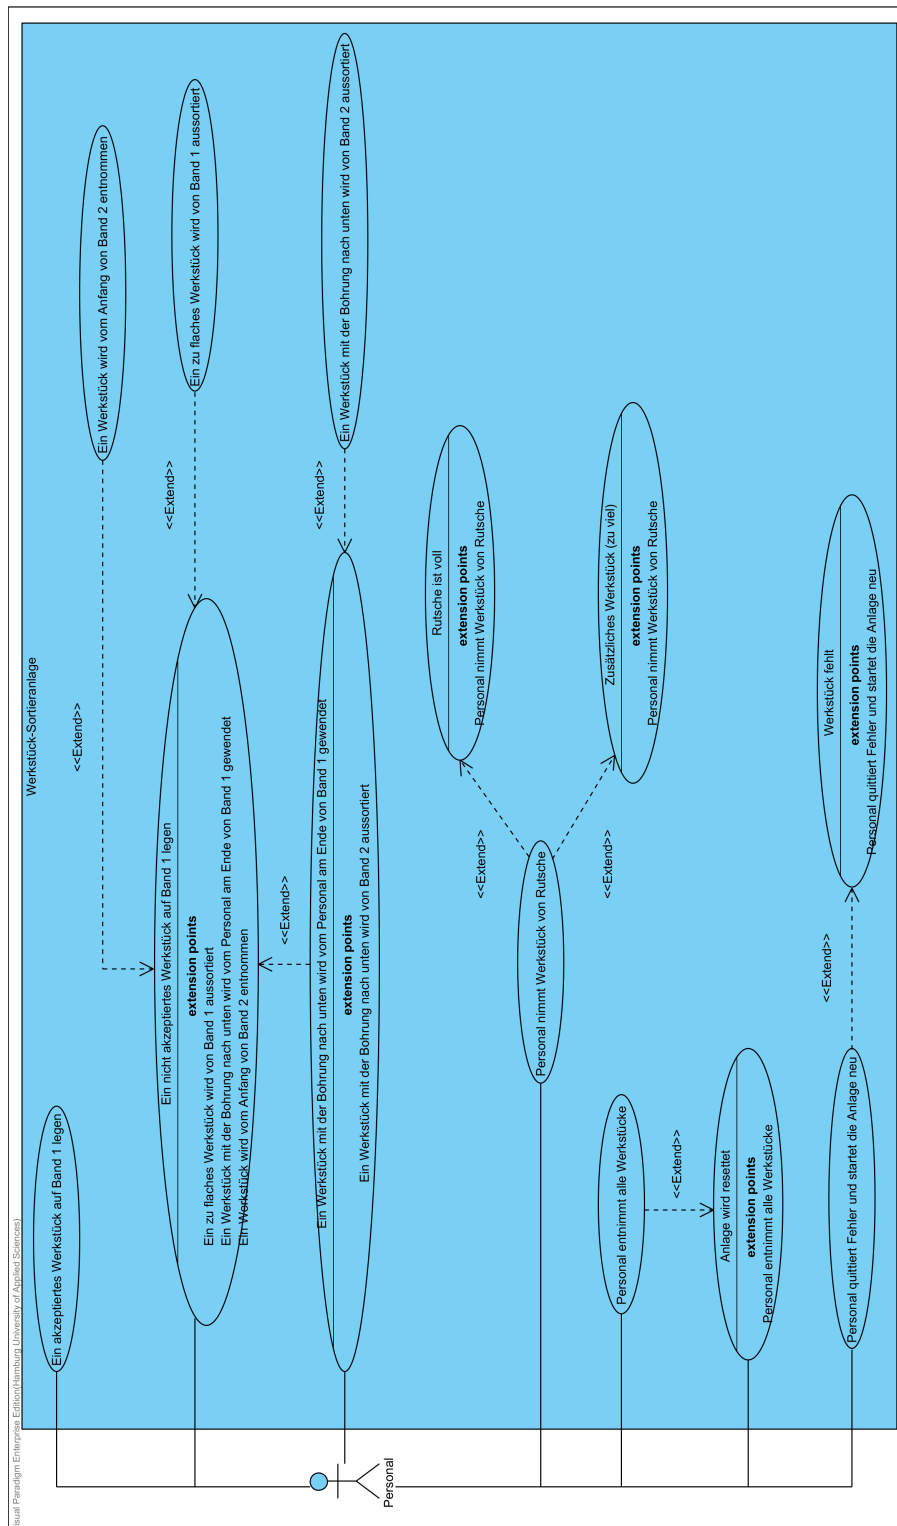 Visual Paradigm Enterprise Edition(Hamburg University of Applied Sciences)
Werkstück-Sortieranlage
Ein akzeptiertes Werkstück auf Band 1 legen
Ein Werkstück wird vom Anfang von Band 2 entnommen
<<Extend>>
Ein nicht akzeptiertes Werkstück auf Band 1 legen
extension points
Ein zu flaches Werkstück wird von Band 1 aussortiert
Ein Werkstück mit der Bohrung nach unten wird vom Personal am Ende von Band 1 gewendet
Ein Werkstück wird vom Anfang von Band 2 entnommen
<<Extend>>
Ein zu flaches Werkstück wird von Band 1 aussortiert
<<Extend>>
Ein Werkstück mit der Bohrung nach unten wird vom Personal am Ende von Band 1 gewendet
extension points
Ein Werkstück mit der Bohrung nach unten wird von Band 2 aussortiert
<<Extend>>
Ein Werkstück mit der Bohrung nach unten wird von Band 2 aussortiert
Personal
Rutsche ist voll
extension points
Personal nimmt Werkstück von Rutsche
<<Extend>>
Personal nimmt Werkstück von Rutsche
<<Extend>>
Zusätzliches Werkstück (zu viel)
extension points
Personal nimmt Werkstück von Rutsche
Personal entnimmt alle Werkstücke
<<Extend>>
Anlage wird resettet
extension points
Personal entnimmt alle Werkstücke
Werkstück fehlt
extension points
Personal quittiert Fehler und startet die Anlage neu
<<Extend>>
Personal quittiert Fehler und startet die Anlage neu